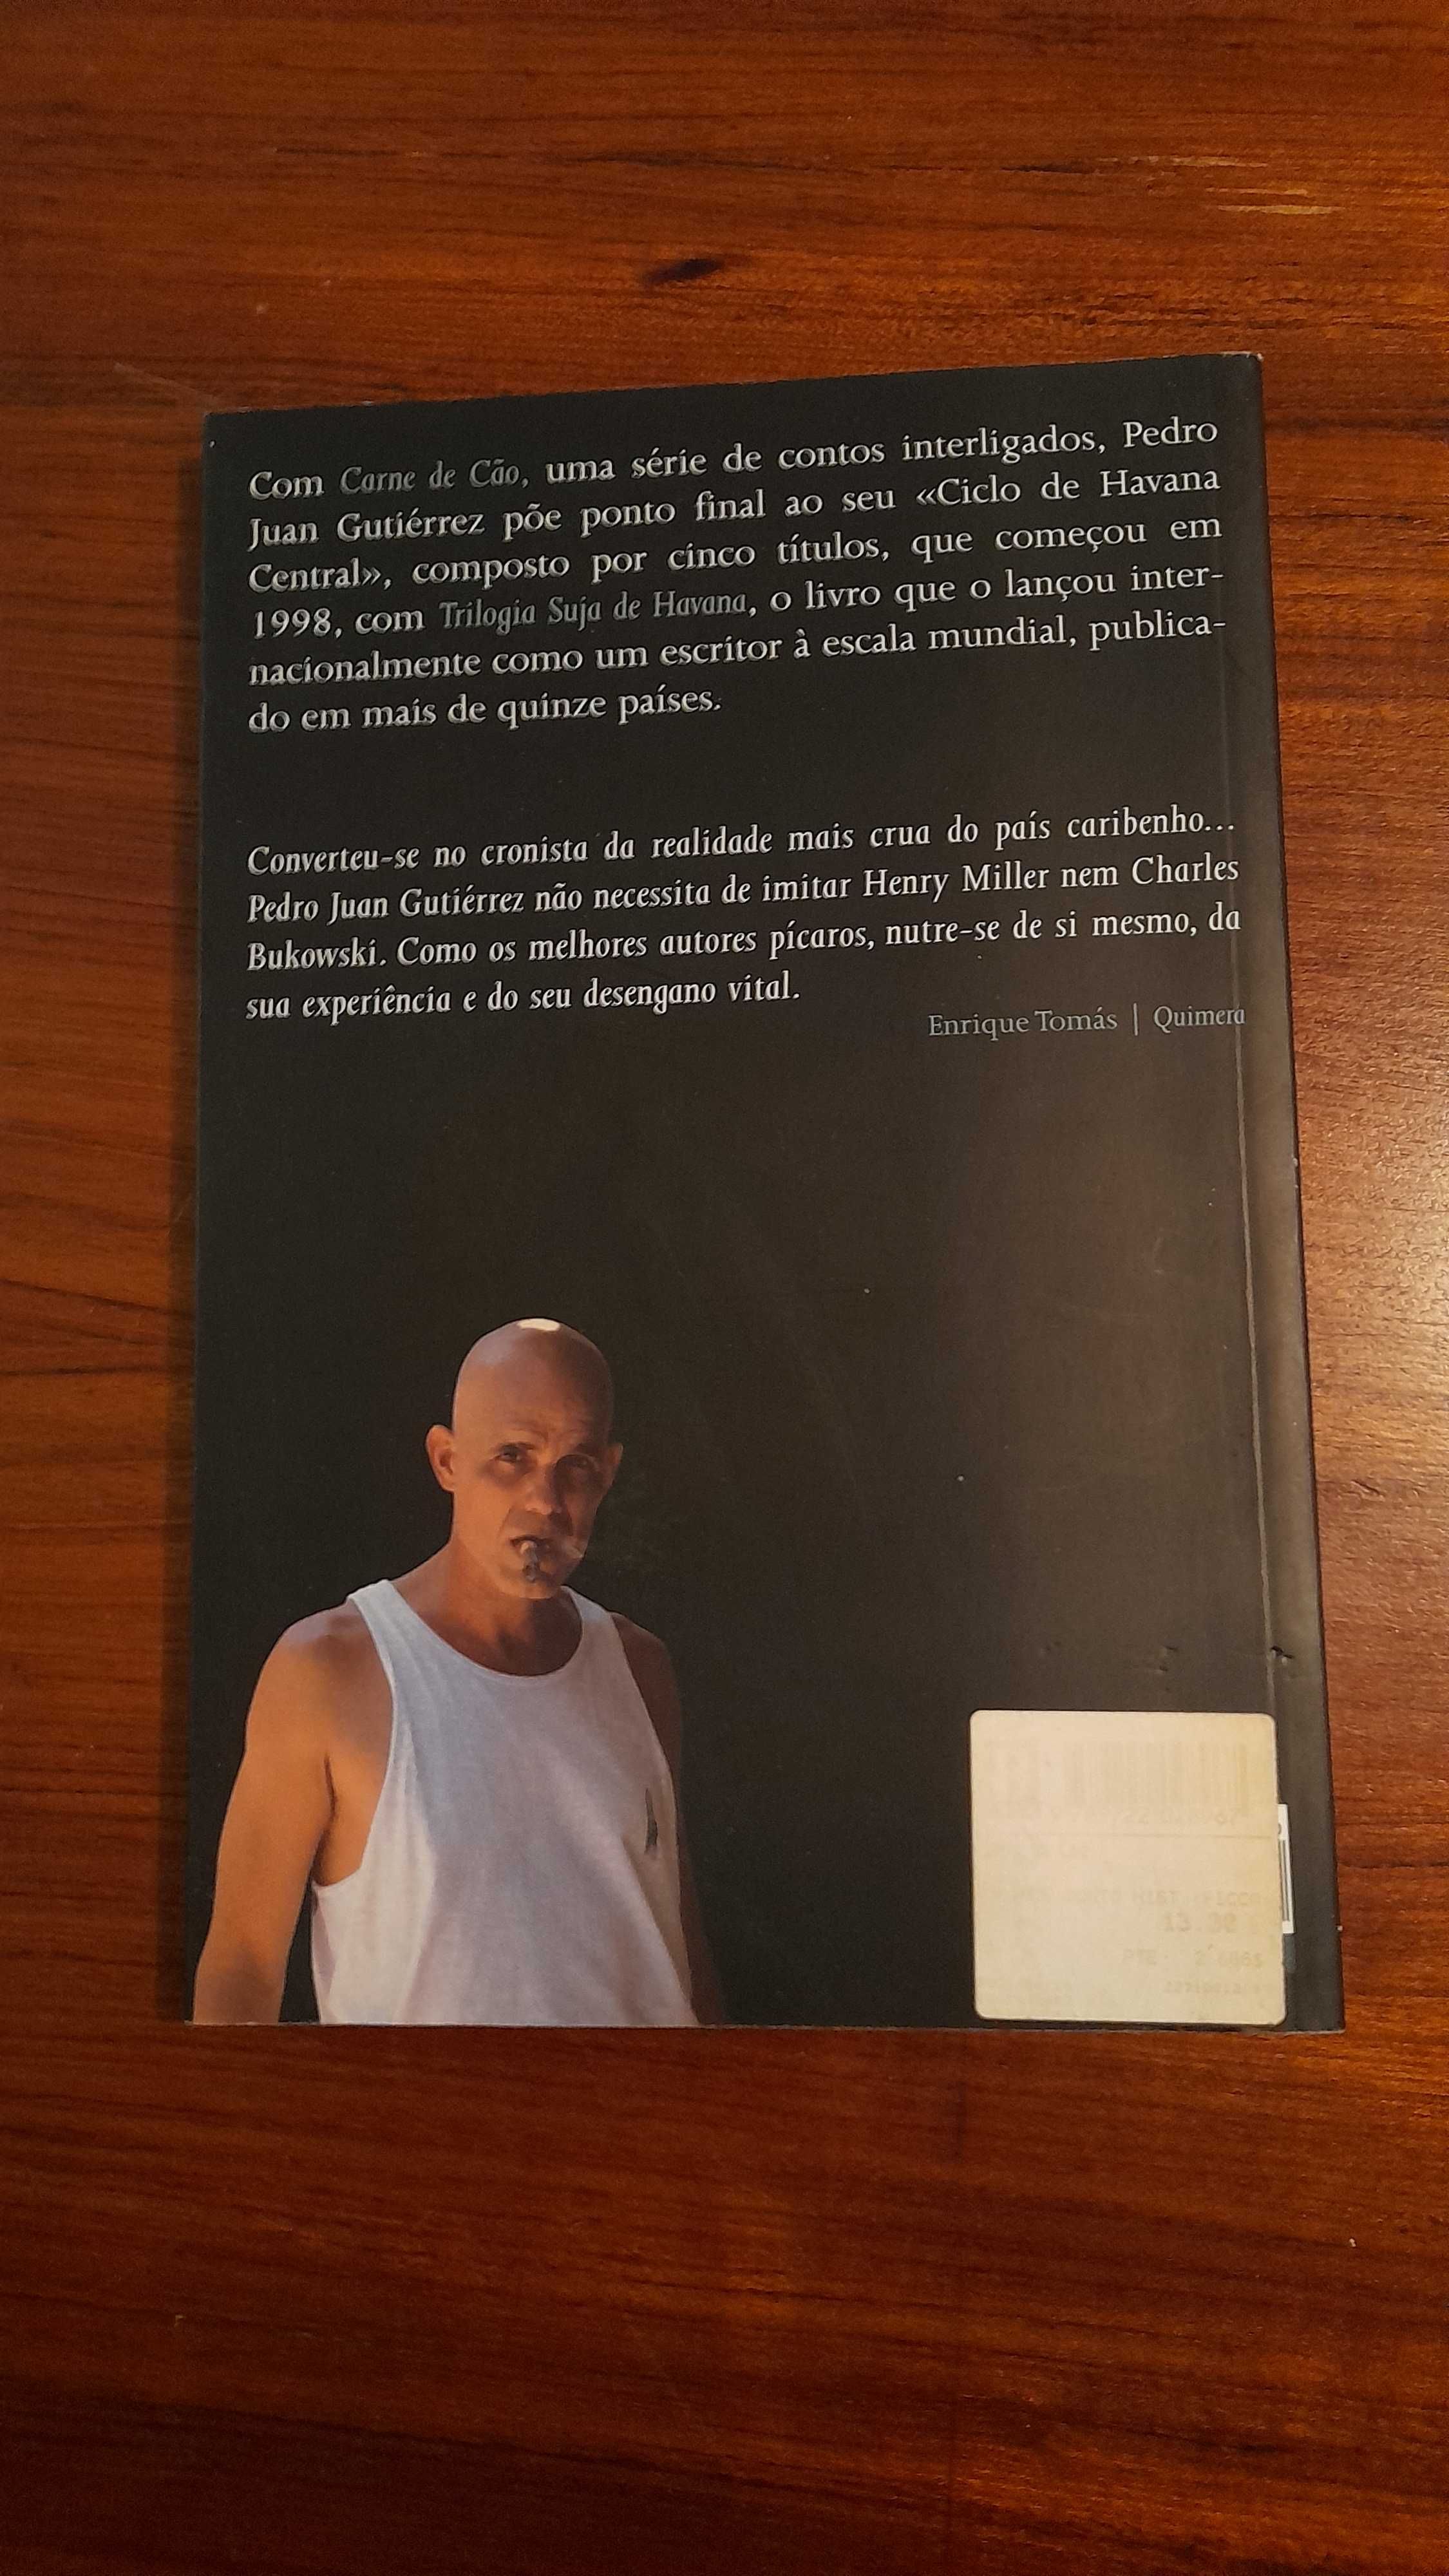 Com Carne de Cão, uma série de contos interligados, Pedro
Juan Gutiérrez põe ponto final ao seu «Ciclo de Havana
Central», composto por cinco títulos, que começou em
1998, com Trilogia Suja de Havana, o livro que o lançou inter-
nacionalmente como um escritor à escala mundial, publica-
do em mais de quinze países.
Converteu-se no cronista da realidade mais crua do país caribenho...
Pedro Juan Gutiérrez não necessita de imitar Henry Miller nem Charles
Bukowski. Como os melhores autores pícaros, nutre-se de si mesmo, da
sua experiência e do seu desengano vital.
Enrique Tomás | Quimera
13.30